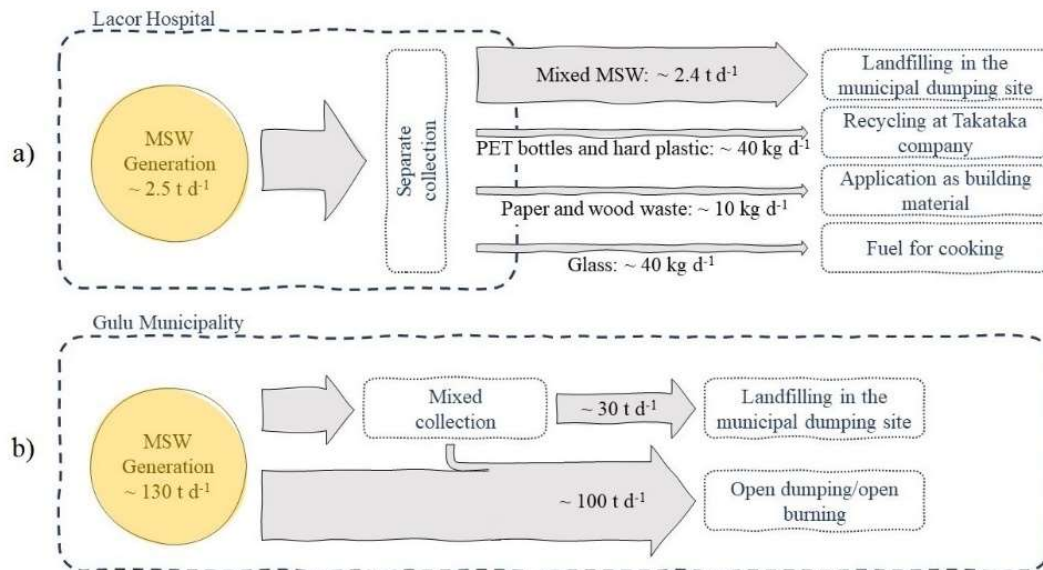 Lacor Hospital
a)
MSW
Generation
~ 2.5 t d-1
Separate
collection
Mixed MSW: ~ 2.4 t d-1
Landfilling in the
municipal dumping site
PET bottles and hard plastic: ~ 40 kg d-1
Recycling at Takataka
company
Paper and wood waste: ~ 10 kg d-1
Application as building
material
Glass: ~ 40 kg d-1
Fuel for cooking
Gulu Municipality
b)
MSW
Generation
~ 130 t d-1
Mixed
collection
~ 30 t d-1
Landfilling in the
municipal dumping site
~ 100 t d-1
Open dumping/open
burning